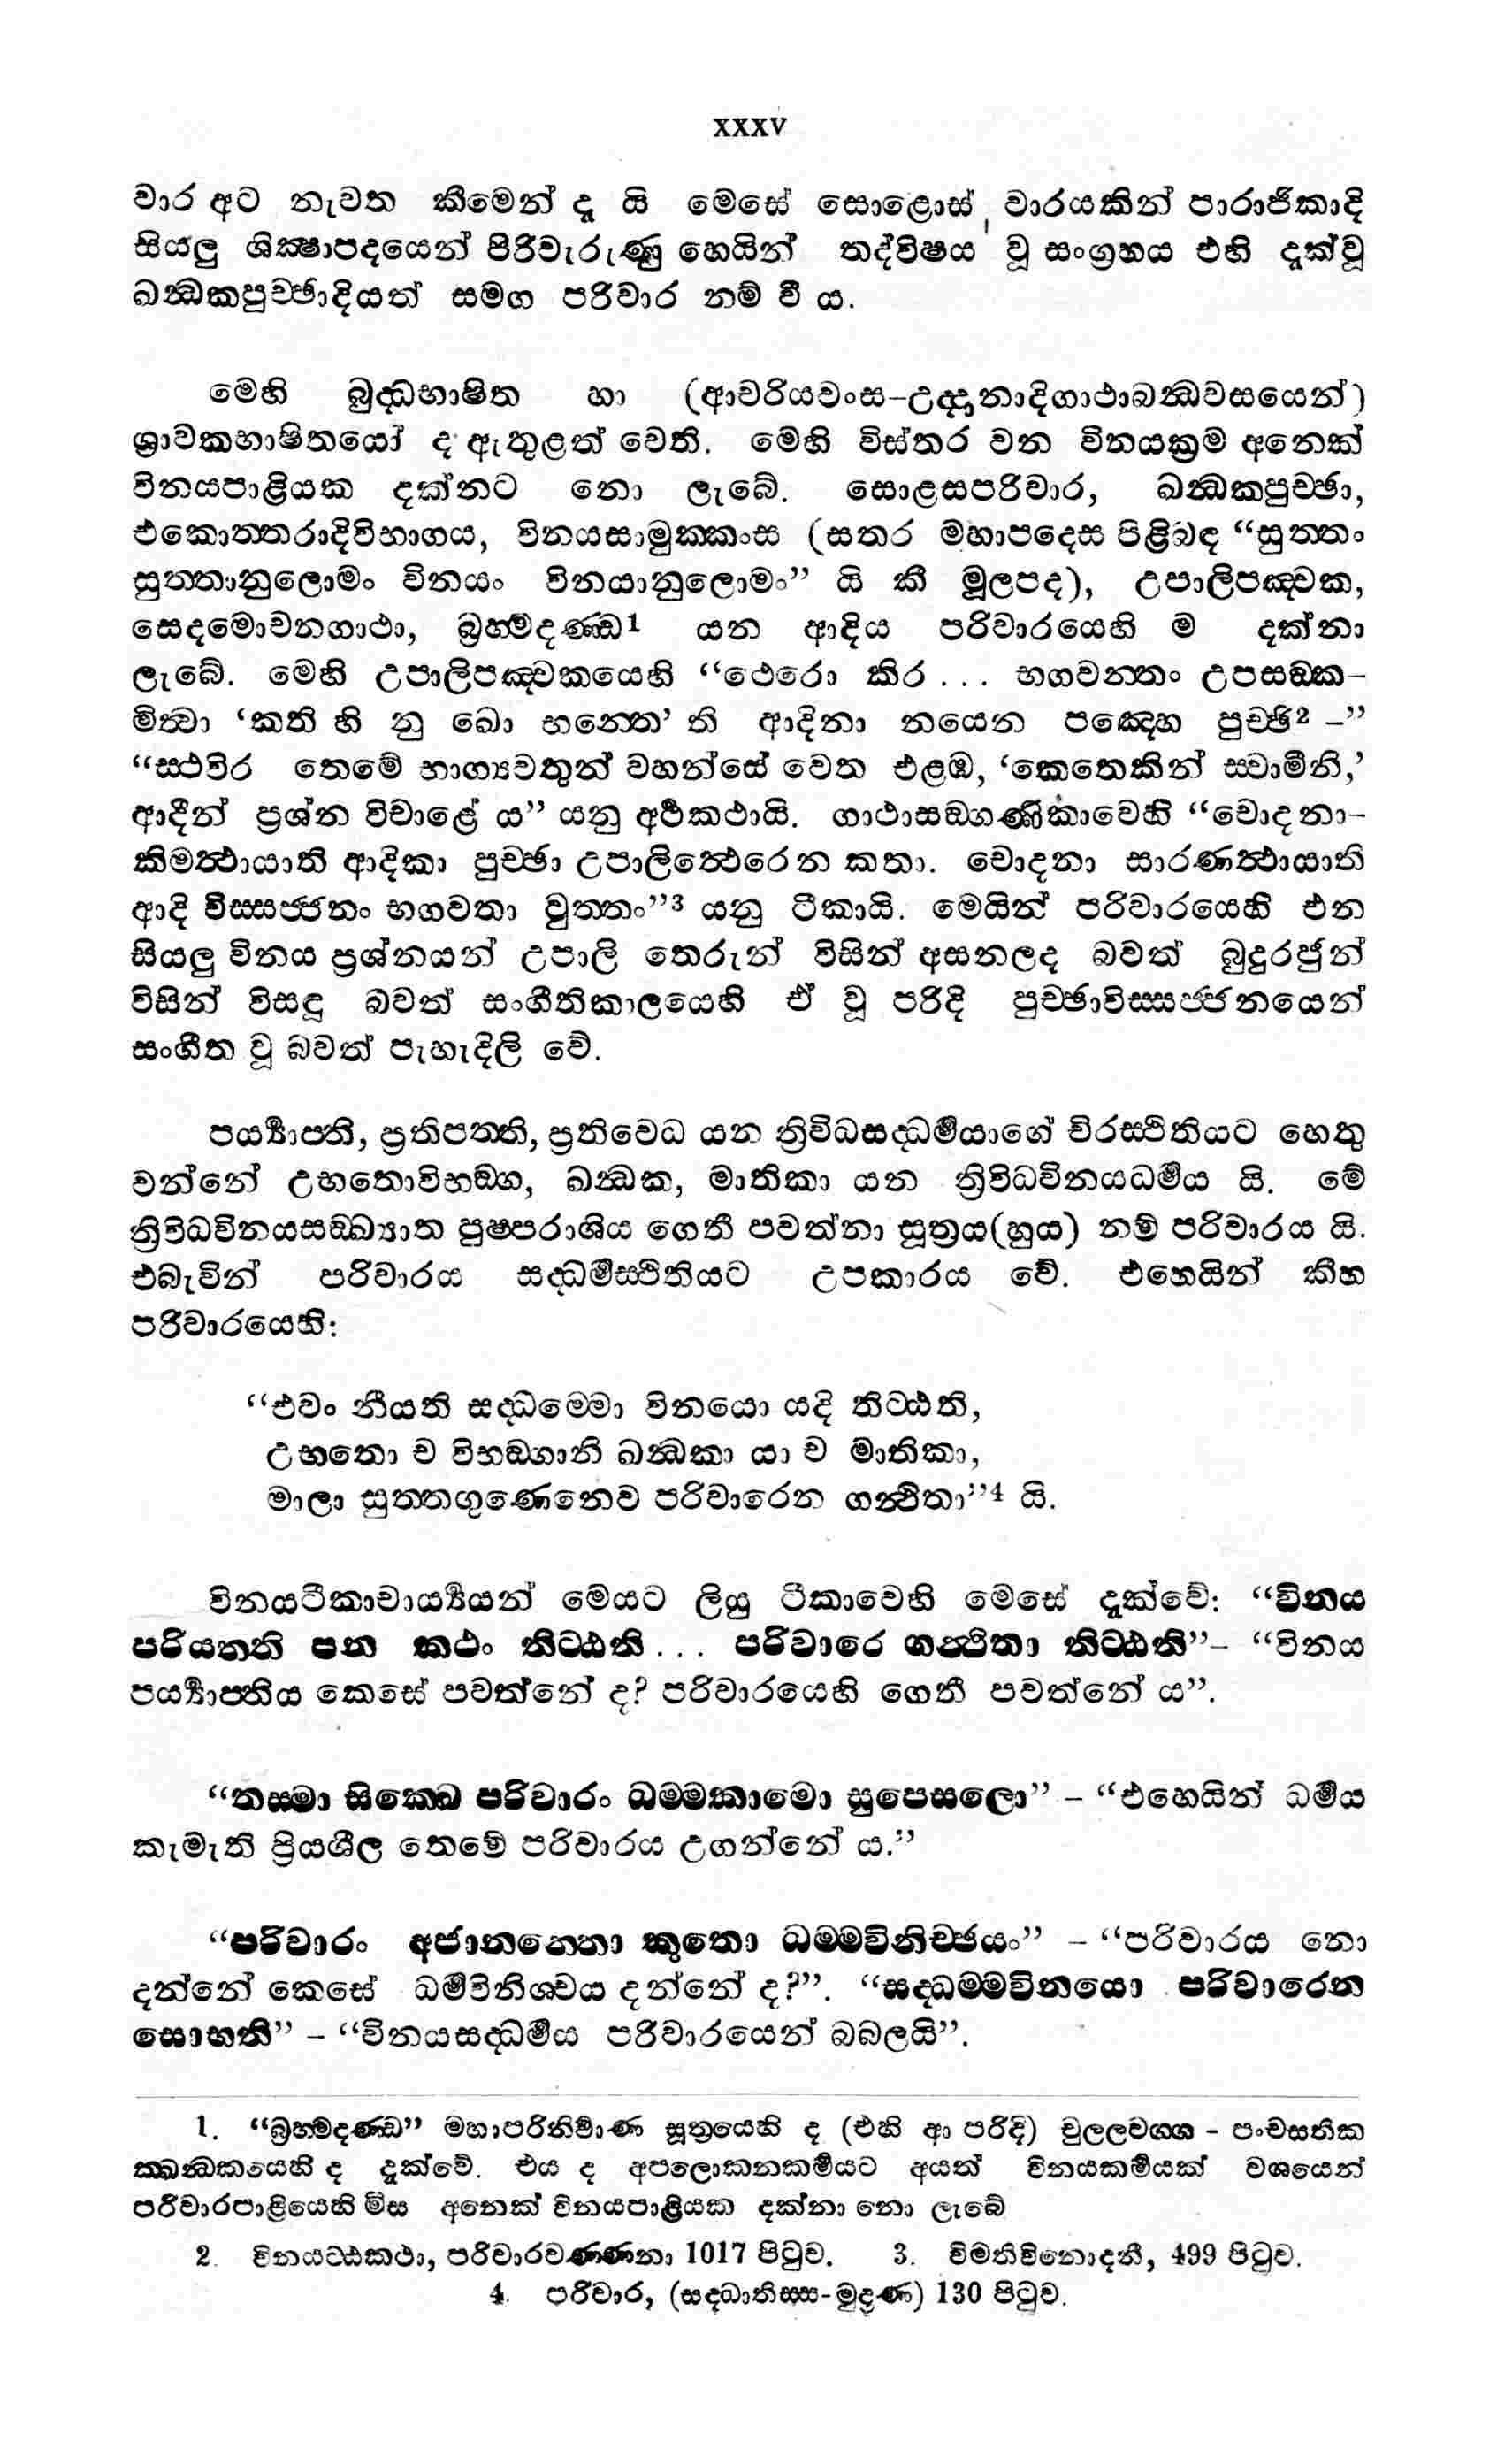 xxxv
වාර අට නැවත කීමෙන් ද යි මෙසේ සොළොස් වාරයකින් පාරාජිකාදි
සියලු ශික්‍ෂාපදයෙන් පිරිවැරුණු හෙයින් තද්විෂය වූ සංග්‍රහය එහි දක්වූ
ඛන්‍ධකපුච්ඡාදියත් සමග පරිවාර නම් වී ය.
මෙහි බුද්‍ධභාෂිත හා (ආචරියවංස–උද්‍දානාදිගාථාබන්‍ධවසයෙන්)
ශ්‍රාවකභාෂිතයෝ ද ඇතුළත් වෙති. මෙහි විස්තර වන විනයක්‍රම අනෙක්
විනයපාළියක දක්නට නො ලැබේ. සොළසපරිවාර, ඛන්‍ධකපුච්ඡා,
එකොත්‍තරාදිවිභාගය, විනයසාමුක්‍කංස (සතර මහාපදෙස පිළිබඳ “සුත්‍තං
සුත්‍තානුලොමං විනයං විනයානුලොමං” යි කී මූලපද), උපාලිපඤ්චක,
සෙදමොචනගාථා, බ්‍රහ්මදණ්ඩ1 යන ආදිය පරිවාරයෙහි ම දක්නා
ලැබේ. මෙහි උපාලිපඤ්චකයෙහි “ථෙරො කිර ... භගවන්‍තං උපසඞ්ක–
මිත්‍වා ‘කති හි නු ඛො භන්‍තෙ’ ති ආදිනා නයෙන පඤ්හෙ පුච්ඡි2 –”
“ස්ථවිර තෙමේ භාග්‍යවතුන් වහන්සේ වෙත එළඹ, ‘කෙතෙකින් ස්වාමීනි,’
ආදීන් ප්‍රශ්න විචාළේ ය” යනු අර්‍ථකථායි. ගාථාසඞ්ගණිකාවෙහි “චොදනා–
කිමත්‍ථායාති ආදිකා පුච්ඡා උපාලිත්‍ථෙරෙන කතා. චොදනා සාරණත්‍ථායාති
ආදි විස්සජ්ජනං භගවතා වුත්‍තං”3 යනු ටීකායි. මෙයින් පරිවාරයෙහි එන
සියලු විනය ප්‍රශ්නයන් උපාලි තෙරුන් විසින් අසනලද බවත් බුදුරජුන්
විසින් විසඳූ බවත් සංගීතිකාලයෙහි ඒ වූ පරිදි පුච්ඡාවිස්සජ්ජනයෙන්
සංගීත වූ බවත් පැහැදිලි වේ.
පර්‍ය්‍යාප්ති, ප්‍රතිපත්‍ති, ප්‍රතිවෙධ යන ත්‍රිවිධසද්‍ධර්‍මයාගේ චිරස්ථිතියට හෙතු
වන්නේ උභතොවිභඞ්ග, ඛන්‍ධක, මාතිකා යන ත්‍රිවිධවිනයධර්‍මය යි. මේ
ත්‍රිවිධවිනයසඞ්ඛ්‍යාත පුෂ්පරාශිය ගෙතී පවත්නා සූත්‍රය(හුය) නම් පරිවාරය යි.
එබැවින් පරිවාරය සද්‍ධර්‍මස්ථිතියට උපකාරය වේ. එහෙයින් කීහ
පරිවාරයෙහි:
“එවං නීයති සද්‍ධම්මො විනයො යදි තිට්ඨති,
උභතො ච විභඞ්ගානි ඛන්‍ධකා යා ච මාතිකා,
මාලා සුත්‍තගුණෙනෙව පරිවාරෙන ගන්‍ථිතා”4 යි.
විනයටීකාචාර්‍ය්‍යයන් මෙයට ලියූ ටීකාවෙහි මෙසේ දැක්වේ: “විනය
පරියත්‍ති පන කථං තිට්ඨති ... පරිවාරෙ ගන්‍ථිතා තිට්ඨති”– “විනය
පර්‍ය්‍යාප්තිය කෙසේ පවත්නේ ද? පරිවාරයෙහි ගෙතී පවත්නේ ය”.
“තස්මා සික්ඛෙ පරිවාරං ධම්මකාමො සුපෙසලො” – “එහෙයින් ධර්‍මය
කැමැති ප්‍රියශීල තෙමේ පරිවාරය උගන්නේ ය.”
“පරිවාරං අජානන්‍තො කුතො ධම්මවිනිච්ඡයං” – “පරිවාරය නො
දන්නේ කෙසේ ධර්‍මවිනිශ්චය දන්නේ ද?”. “සද්‍ධම්මවිනයො පරිවාරෙන
සොභති” – “විනයසද්‍ධර්‍මය පරිවාරයෙන් බබලයි”.
1. “බ්‍රහ්මදණ්ඩ” මහාපරිනිර්‍වාණ සූත්‍රයෙහි ද (එහි ආ පරිදි) චුල්ලවග්ග - පංචසතික
ක්ඛන්‍ධකයෙහි ද දැක්වේ. එය ද අපලොකනකර්‍මයට අයත් විනයකර්‍මයක් වශයෙන්
පරිවාරපාළියෙහි මිස අනෙක් විනයපාළියක දක්නා නො ලැබේ
2. විනයට්ඨකථා, පරිවාරවණ්ණනා 1017 පිටුව. 3. විමතිවිනොදනී, 499 පිටුව.
4. පරිවාර, (සද්ධාතිස්ස-මුද්‍රණ) 130 පිටුව.